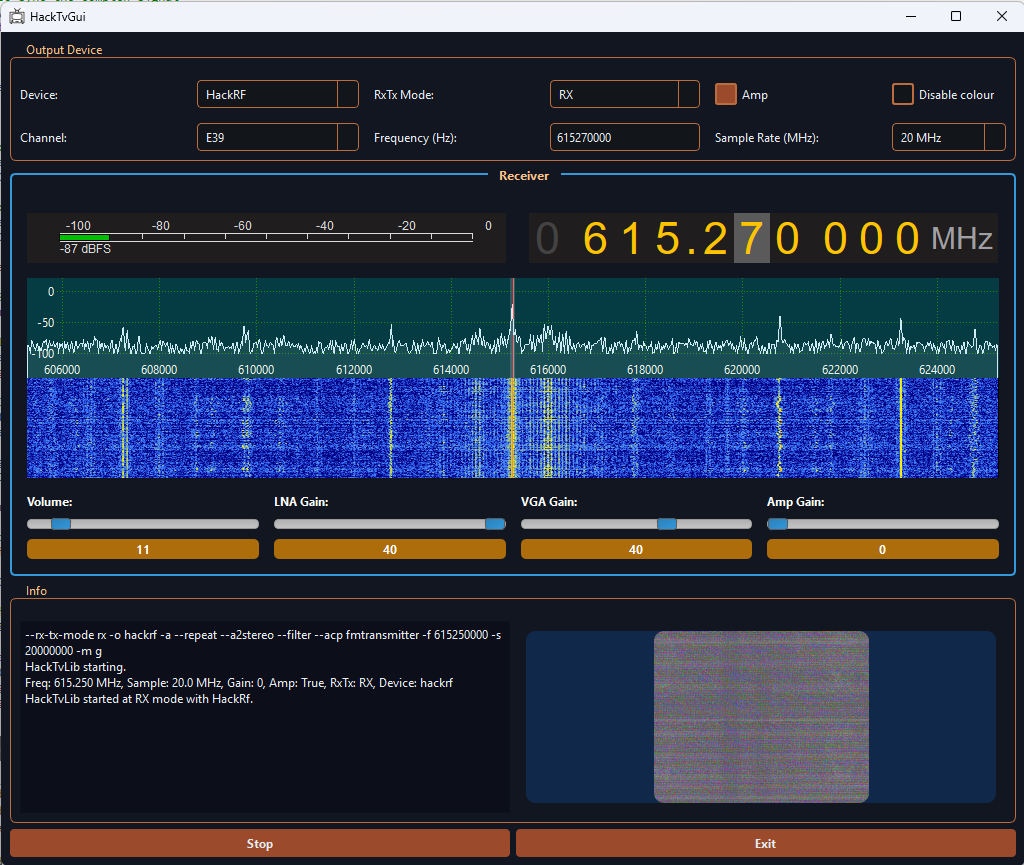 HackTvGui
Output Device
Device:
HackRF
RxTx Mode:
RX
Amp
Disable colour
Channel:
E39
Frequency (Hz):
615270000
Sample Rate (MHz):
20 MHz
Receiver
-100 -80 -60 -40 -20 0
-87 dBFS
0 615.270 000 MHz
0
-50
-100
606000 608000 610000 612000 614000 616000 618000 620000 622000 624000
Volume:
LNA Gain:
VGA Gain:
Amp Gain:
11
40
40
0
Info
--rx-tx-mode rx -o hackrf -a --repeat --a2stereo --filter --acp fmtransmitter -f 615250000 -s
20000000 -m g
HackTvLib starting.
Freq: 615.250 MHz, Sample: 20.0 MHz, Gain: 0, Amp: True, RxTx: RX, Device: hackrf
HackTvLib started at RX mode with HackRf.
Stop
Exit